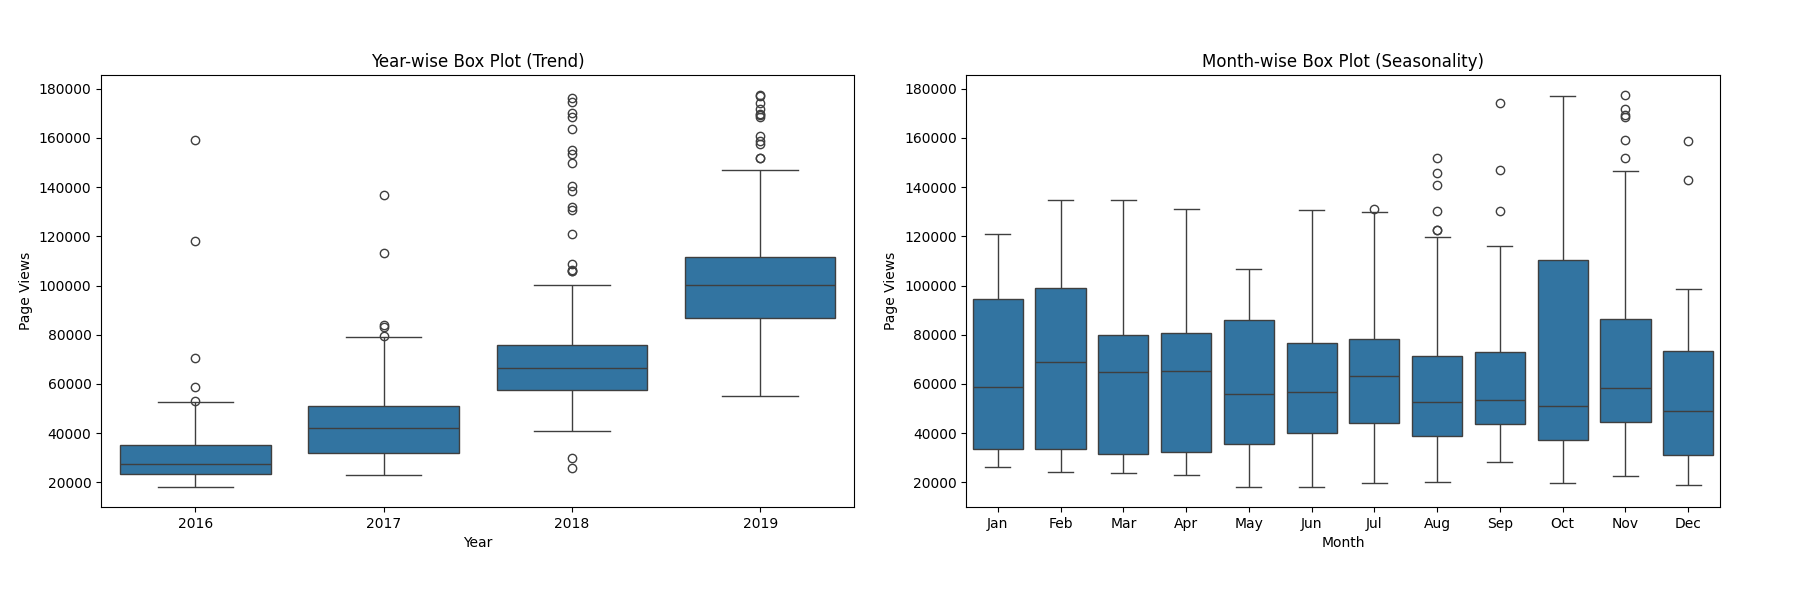 Year-wise Box Plot (Trend)
Page Views
180000
160000
140000
120000
100000
80000
60000
40000
20000
2016 2017 2018 2019
Year
Month-wise Box Plot (Seasonality)
Page Views
180000
160000
140000
120000
100000
80000
60000
40000
20000
Jan Feb Mar Apr May Jun Jul Aug Sep Oct Nov Dec
Month